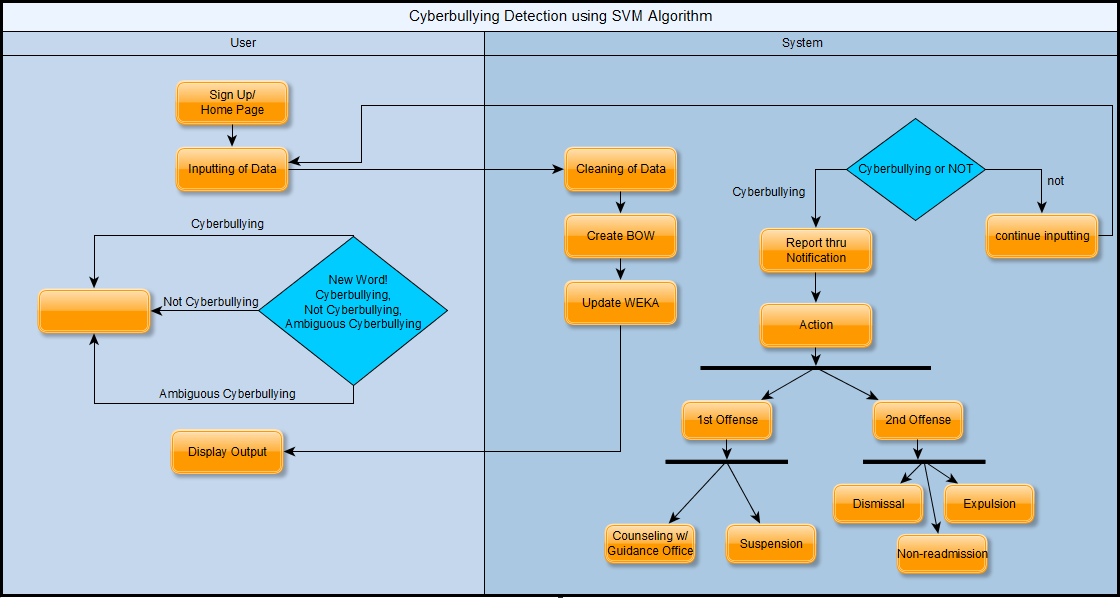 Cyberbullying Detection using SVM Algorithm
User
System
Sign Up/
Home Page
Inputting of Data
Cyberbullying
New Word!
Cyberbullying,
Not Cyberbullying,
Ambiguous Cyberbullying
Not Cyberbullying
Ambiguous Cyberbullying
Display Output
Cleaning of Data
Create BOW
Update WEKA
Cyberbullying or NOT
Cyberbullying
not
continue inputting
Report thru
Notification
Action
1st Offense
2nd Offense
Counseling w/
Guidance Office
Suspension
Dismissal
Expulsion
Non-readmission